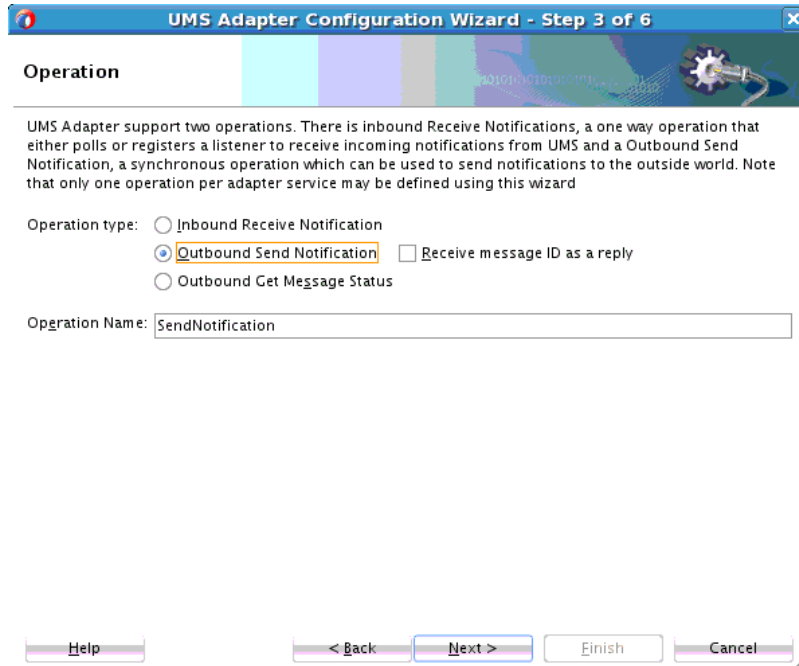 UMS Adapter Configuration Wizard - Step 3 of 6
Operation
UMS Adapter support two operations. There is inbound Receive Notifications, a one way operation that
either polls or registers a listener to receive incoming notifications from UMS and a Outbound Send
Notification, a synchronous operation which can be used to send notifications to the outside world. Note
that only one operation per adapter service may be defined using this wizard
Operation type: Inbound Receive Notification
Outbound Send Notification Receive message ID as a reply
Outbound Get Message Status
Operation Name: SendNotification
Help < Back Next > Finish Cancel